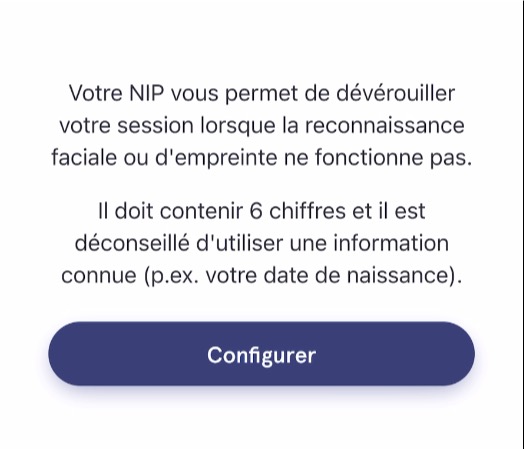 Votre NIP vous permet de dévérouiller
votre session lorsque la reconnaissance
faciale ou d'empreinte ne fonctionne pas.
Il doit contenir 6 chiffres et il est
déconseillé d'utiliser une information
connue (p.ex. votre date de naissance).
Configurer